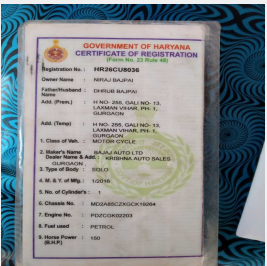 GOVERNMENT OF HARYANA
CERTIFICATE OF REGISTRATION
(Form No. 23 Rule 48)
Registration No. : HR26CU8036
Owner Name : NIRAJ BAJPAI
Father/Husband : DHRUB BAJPAI
Name
Add. (Prem.) : H NO- 255, GALI NO- 13,
LAXMAN VIHAR, PH- 1,
GURGAON
Add. (Temp) : H NO- 255, GALI NO- 13,
LAXMAN VIHAR, PH- 1,
GURGAON
1. Class of Veh. : MOTOR CYCLE
2. Maker's Name : BAJAJ AUTO LTD
Dealer Name & Add. : KRISHNA AUTO SALES
GURGAON
3. Type of Body : SOLO
4. M. & Y. of Mfg. : 1/2016
5. No. of Cylinder's : 1
6. Chassis No. :
7. Engine No. : PDZCGK02203
8. Fuel used : PETROL
9. Horse Power : 150
(B.H.P.)